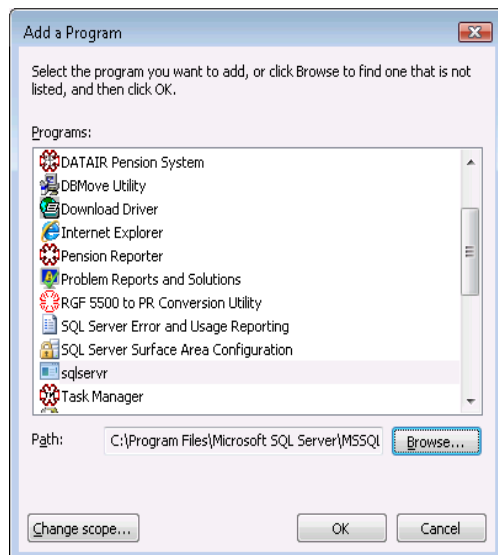 Add a Program
Select the program you want to add, or click Browse to find one that is not
listed, and then click OK.
Programs:
DATAIR Pension System
DBMove Utility
Download Driver
Internet Explorer
Pension Reporter
Problem Reports and Solutions
RGF 5500 to PR Conversion Utility
SQL Server Error and Usage Reporting
SQL Server Surface Area Configuration
sqlservr
Task Manager
Path: C:\Program Files\Microsoft SQL Server\MSSQL Browse...
Change scope... OK Cancel